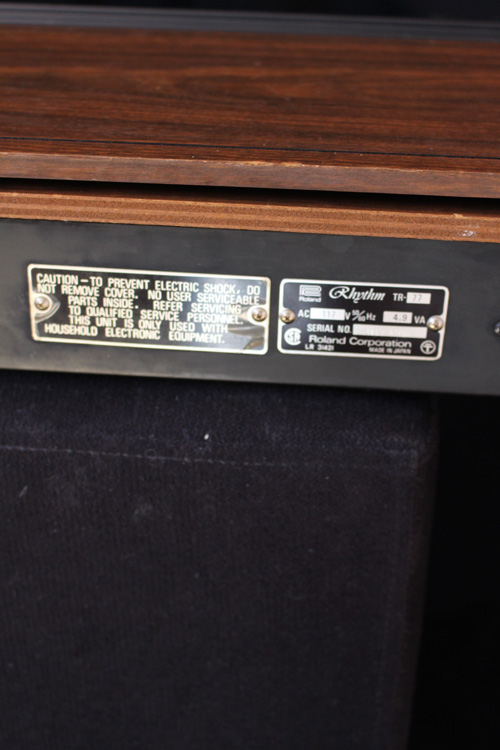 CAUTION – TO PREVENT ELECTRIC SHOCK, DO
NOT REMOVE COVER. NO USER SERVICEABLE
PARTS INSIDE. REFER SERVICING
TO QUALIFIED SERVICE PERSONNEL.
THIS UNIT IS ONLY USED WITH
HOUSEHOLD ELECTRONIC EQUIPMENT.
Roland Rhythm TR-77
AC 117 V 50/60 Hz 4.9 VA
SERIAL NO.
Roland Corporation
LR 31421 MADE IN JAPAN